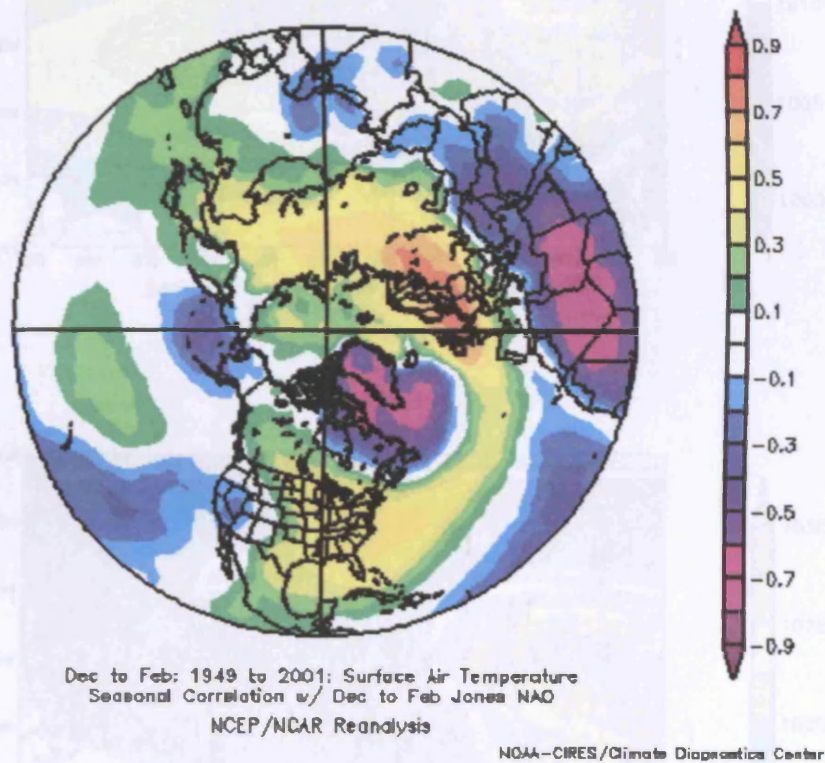 0.9
0.7
0.5
0.3
0.1
-0.1
-0.3
-0.5
-0.7
-0.9
Dec to Feb: 1949 to 2001: Surface Air Temperature
Seasonal Correlation w/ Dec to Feb Jones NAO
NCEP/NCAR Reanalysis
NOAA-CIRES/Climate Diagnostics Center